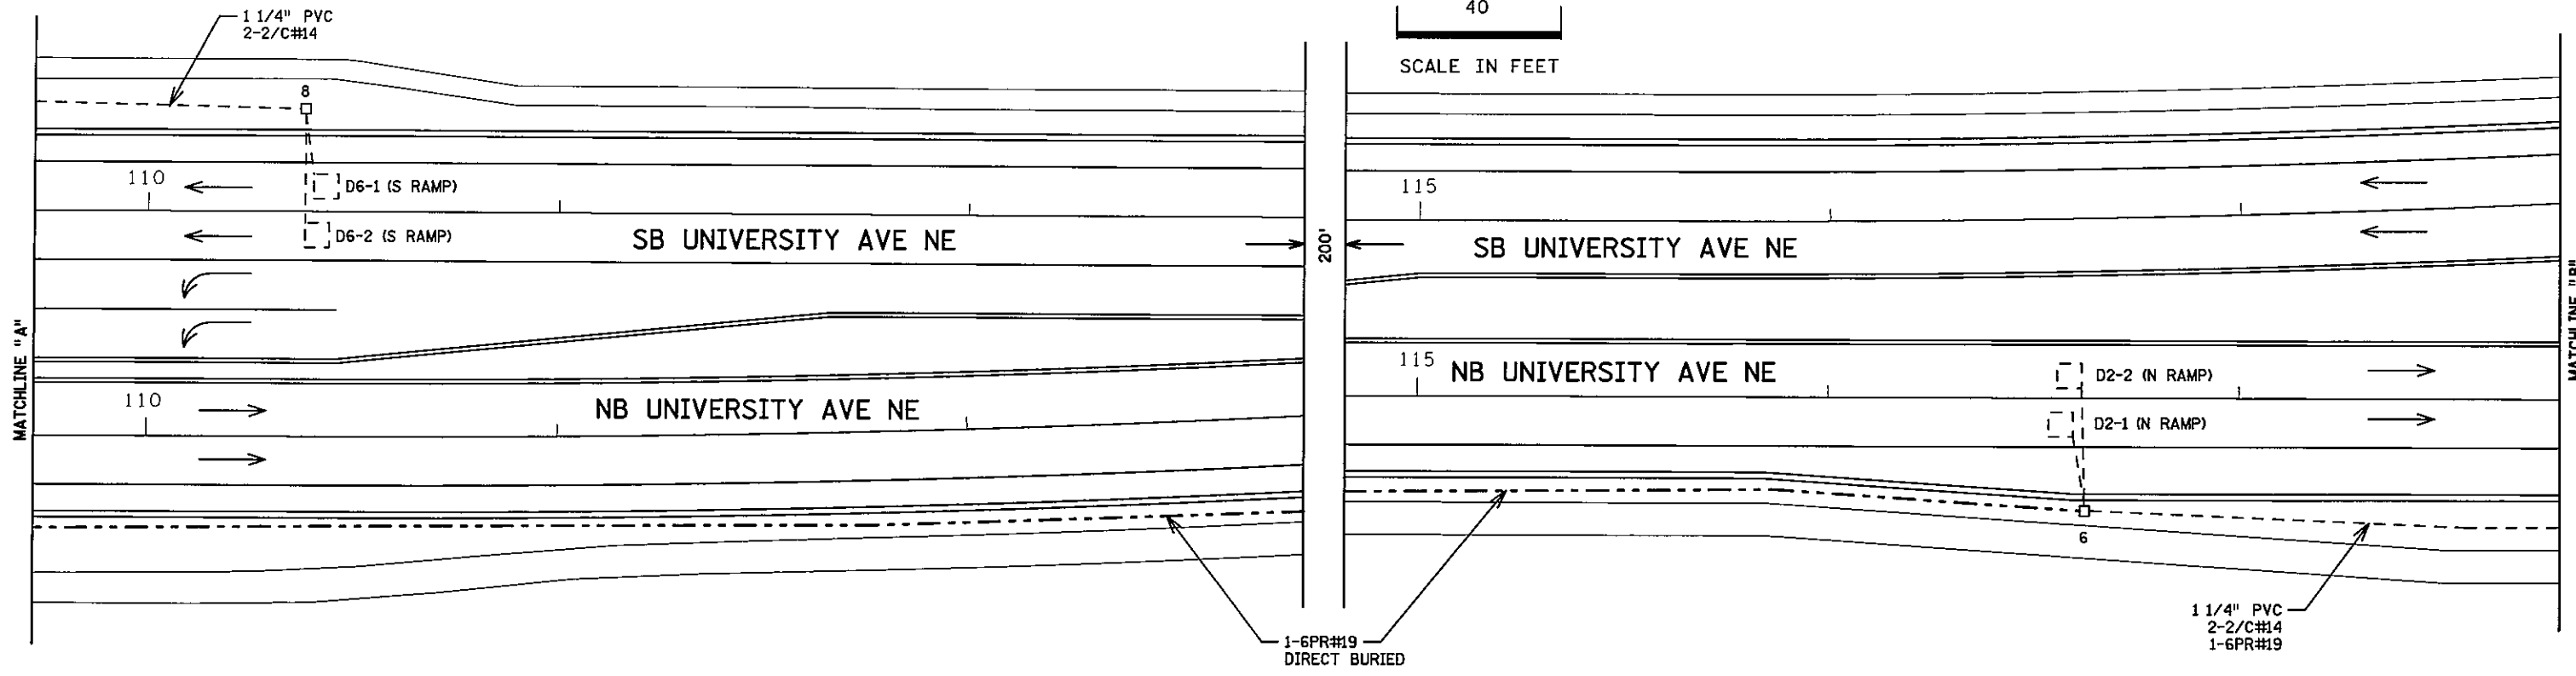 1 1/4" PVC
2-2/C#14
40
SCALE IN FEET
8
110
D6-1 (S RAMP)
D6-2 (S RAMP)
SB UNIVERSITY AVE NE
200'
115
SB UNIVERSITY AVE NE
MATCHLINE "A"
110
NB UNIVERSITY AVE NE
115
NB UNIVERSITY AVE NE
D2-2 (N RAMP)
D2-1 (N RAMP)
MATCHLINE "B"
6
1-6PR#19
DIRECT BURIED
1 1/4" PVC
2-2/C#14
1-6PR#19